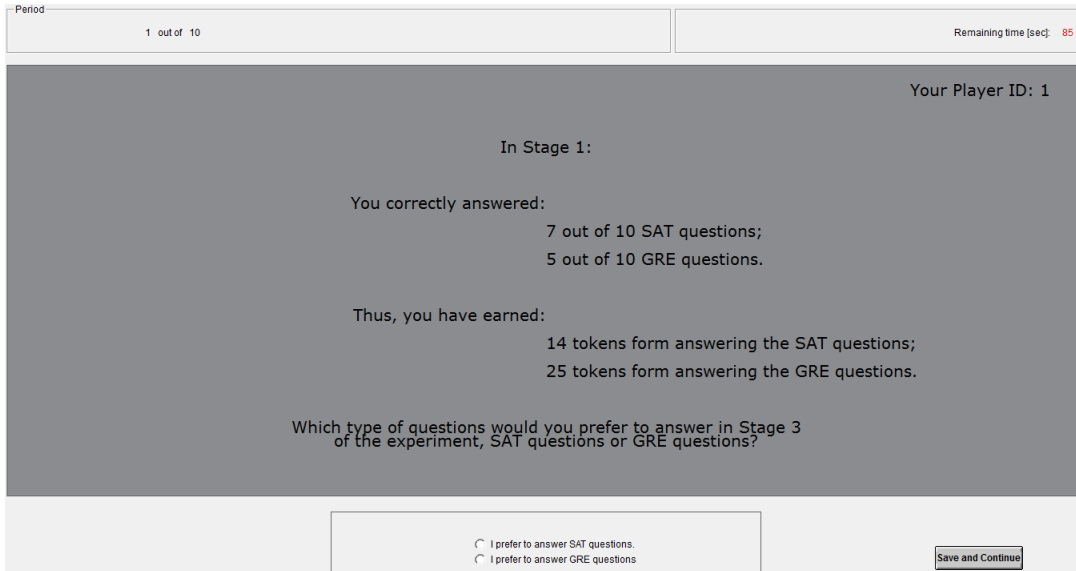 Period
1 out of 10
Remaining time [sec]: 85
Your Player ID: 1
In Stage 1:
You correctly answered:
7 out of 10 SAT questions;
5 out of 10 GRE questions.
Thus, you have earned:
14 tokens form answering the SAT questions;
25 tokens form answering the GRE questions.
Which type of questions would you prefer to answer in Stage 3
of the experiment, SAT questions or GRE questions?
I prefer to answer SAT questions.
I prefer to answer GRE questions
Save and Continue